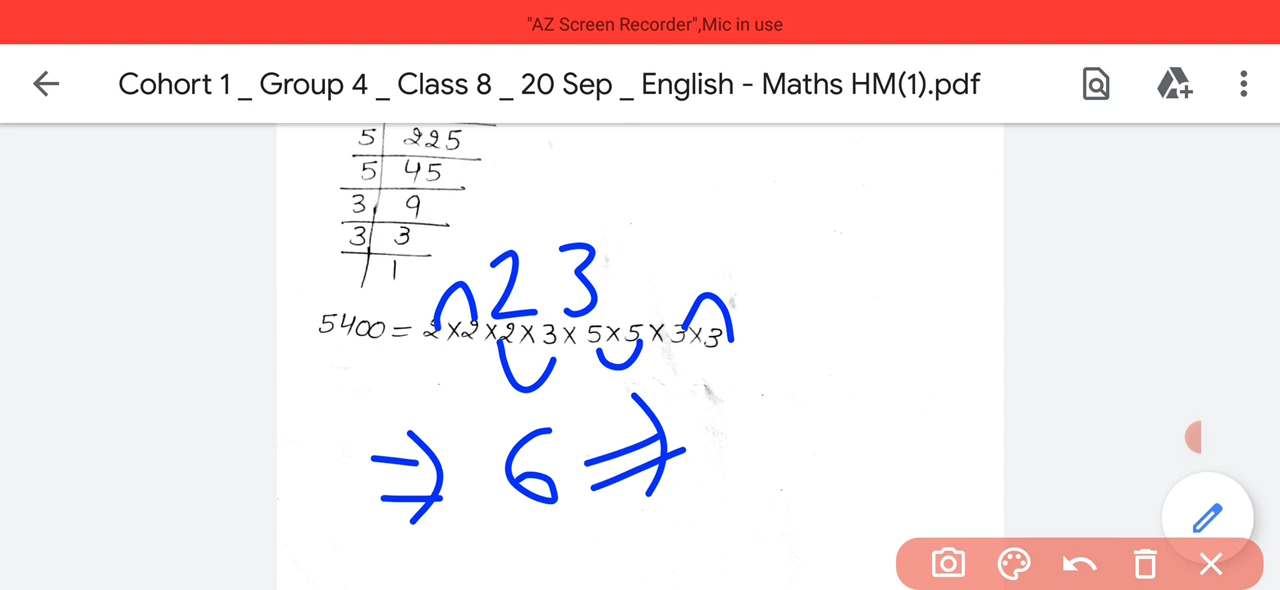 "AZ Screen Recorder",Mic in use
Cohort 1 _ Group 4 _ Class 8 _ 20 Sep _ English - Maths HM(1).pdf
5 225
5 45
3 9
3 3
1
2 3
5400 = 2 × 2 × 2 × 3 × 5 × 5 × 3 × 3
⇒ 6 ⇒